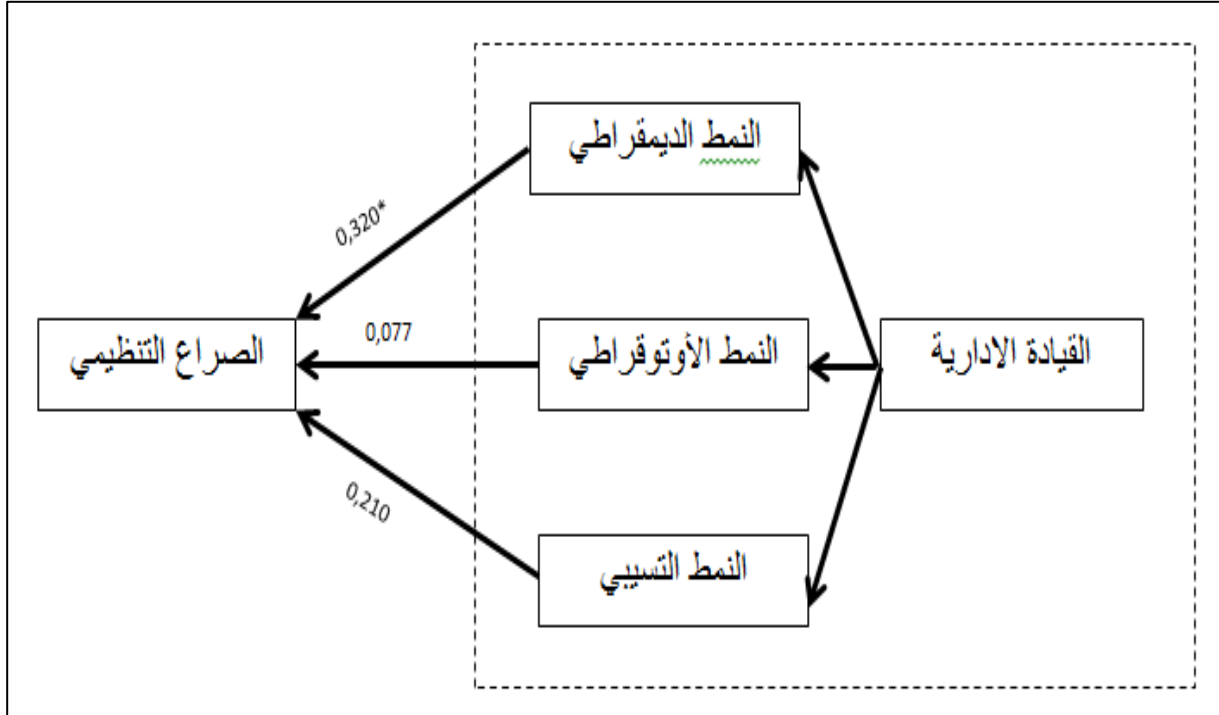 النمط الديمقراطي
0,320*
القيادة الادارية
النمط الأوتوقراطي
0,077
الصراع التنظيمي
0,210
النمط التسيبي